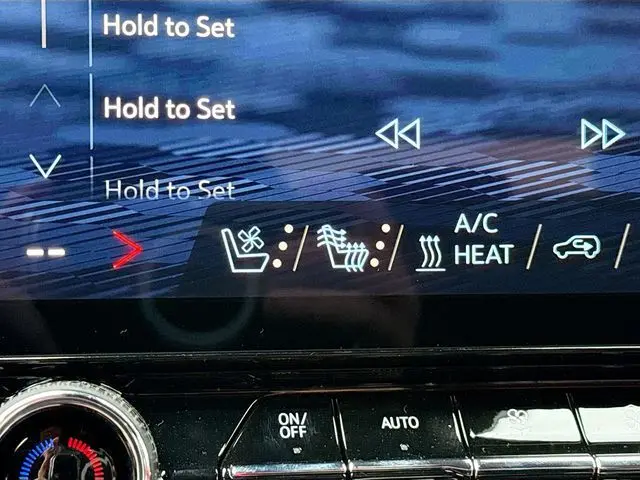 Hold to Set
Hold to Set
Hold to Set
--
A/C
HEAT
ON/
OFF
AUTO